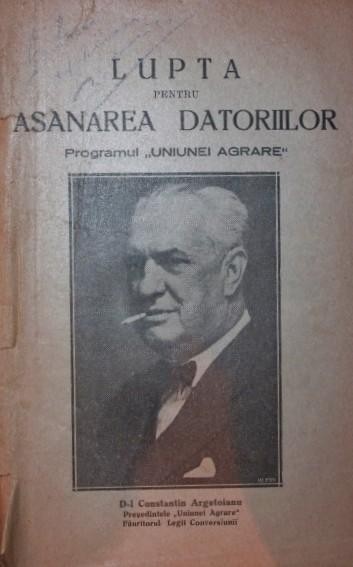 LUPTA
PENTRU
ASANAREA DATORIILOR
Programul „UNIUNEI AGRARE"
D-l Constantin Argetoianu
Președintele „Uniunei Agrare"
Făuritorul Legii Conversiunii